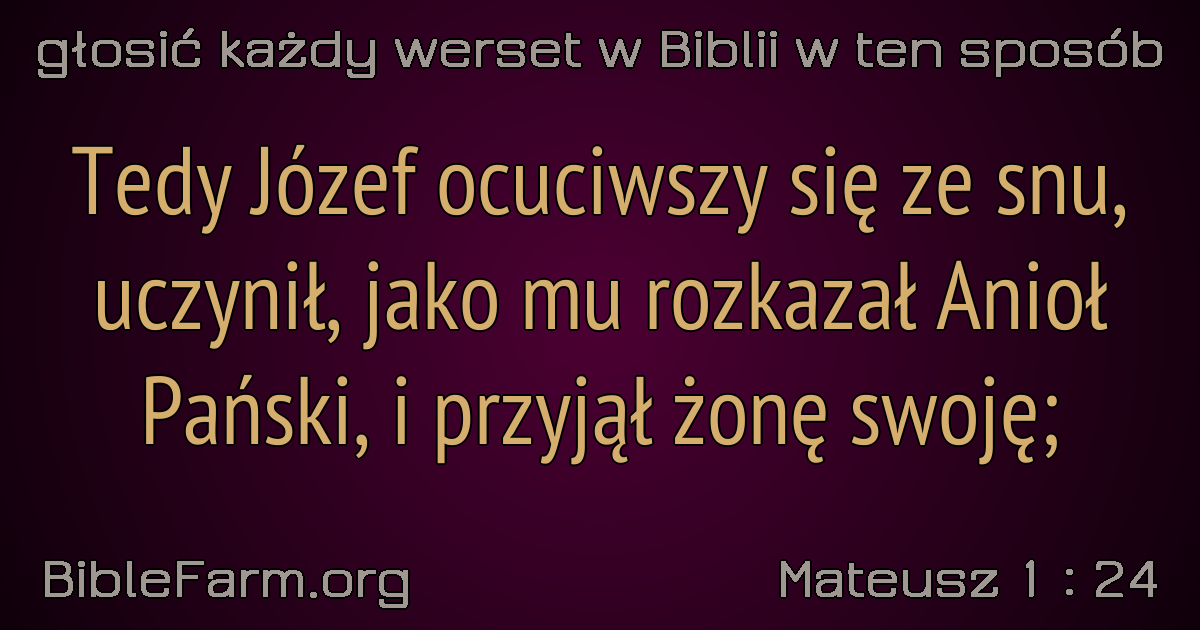 głosić każdy werset w Biblii w ten sposób
Tedy Józef ocuciwszy się ze snu,
uczynił, jako mu rozkazał Anioł
Pański, i przyjął żonę swoję;
BibleFarm.org
Mateusz 1 : 24